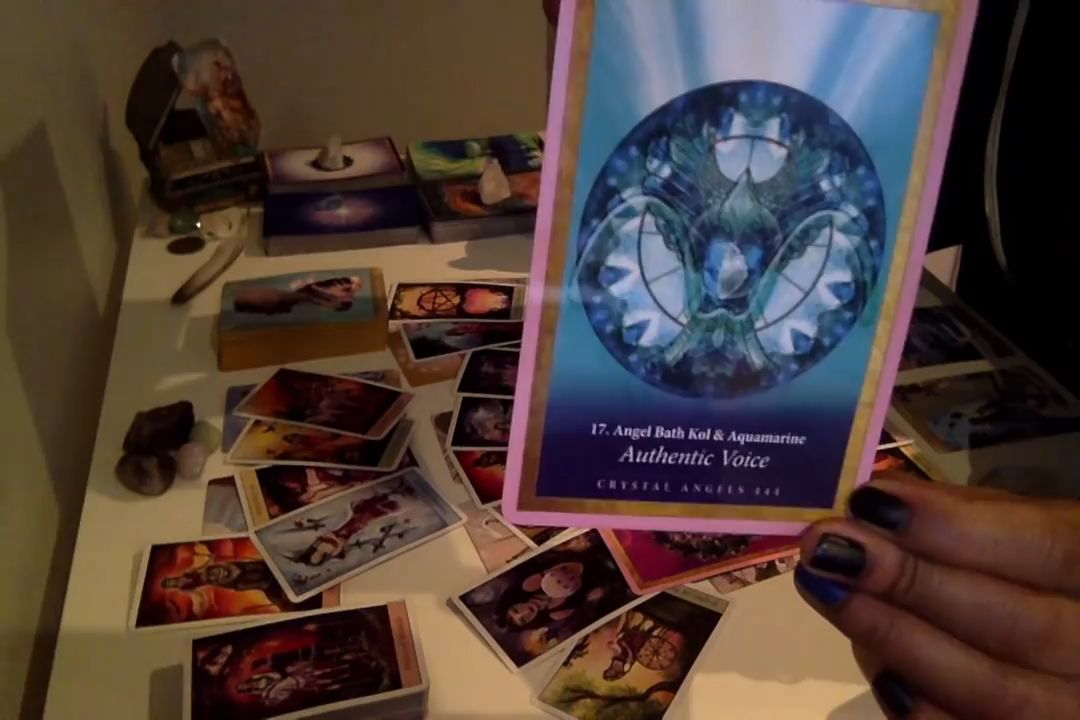 17. Angel Bath Kol & Aquamarine
Authentic Voice
CRYSTAL ANGELS 444